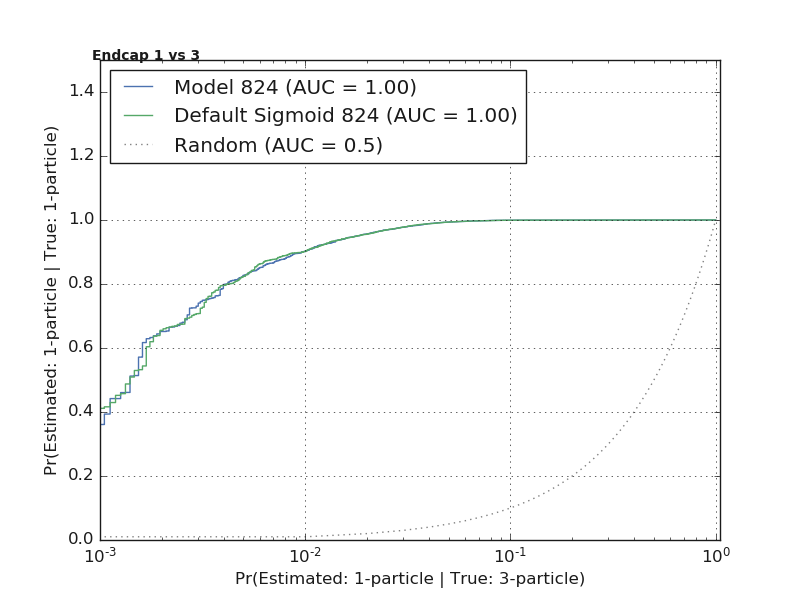 Endcap 1 vs 3
Model 824 (AUC = 1.00)
Default Sigmoid 824 (AUC = 1.00)
Random (AUC = 0.5)
Pr(Estimated: 1-particle | True: 1-particle)
1.4
1.2
1.0
0.8
0.6
0.4
0.2
0.0
10⁻³ 10⁻² 10⁻¹ 10⁰
Pr(Estimated: 1-particle | True: 3-particle)